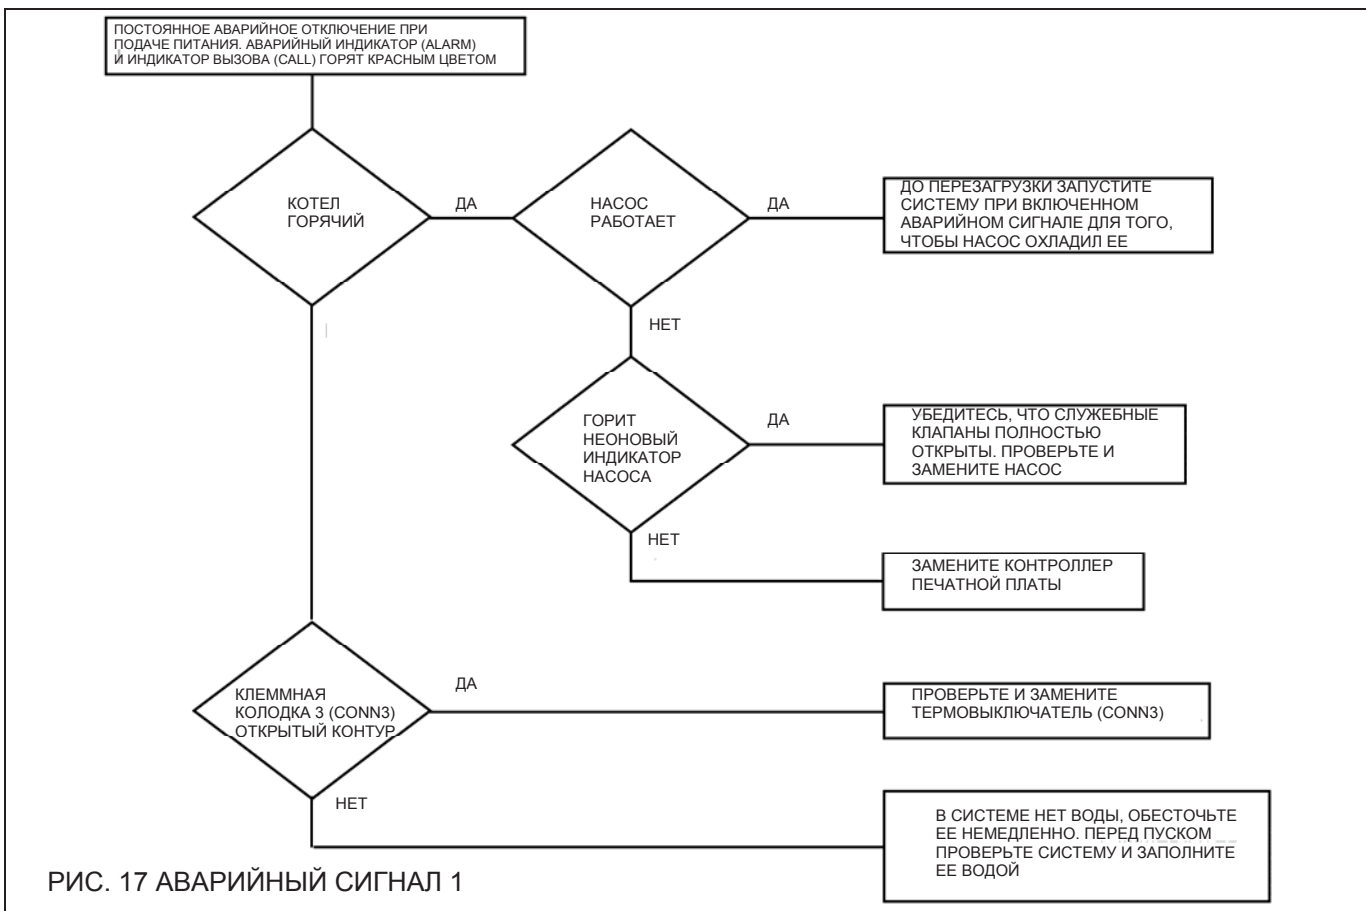 ПОСТОЯННОЕ АВАРИЙНОЕ ОТКЛЮЧЕНИЕ ПРИ
ПОДАЧЕ ПИТАНИЯ. АВАРИЙНЫЙ ИНДИКАТОР (ALARM)
И ИНДИКАТОР ВЫЗОВА (CALL) ГОРЯТ КРАСНЫМ ЦВЕТОМ
КОТЕЛ
ГОРЯЧИЙ
ДА
НАСОС
РАБОТАЕТ
ДА
ДО ПЕРЕЗАГРУЗКИ ЗАПУСТИТЕ
СИСТЕМУ ПРИ ВКЛЮЧЕННОМ
АВАРИЙНОМ СИГНАЛЕ ДЛЯ ТОГО,
ЧТОБЫ НАСОС ОХЛАДИЛ ЕЕ
НЕТ
ГОРИТ
НЕОНОВЫЙ
ИНДИКАТОР
НАСОСА
ДА
УБЕДИТЕСЬ, ЧТО СЛУЖЕБНЫЕ
КЛАПАНЫ ПОЛНОСТЬЮ
ОТКРЫТЫ. ПРОВЕРЬТЕ И
ЗАМЕНИТЕ НАСОС
НЕТ
ЗАМЕНИТЕ КОНТРОЛЛЕР
ПЕЧАТНОЙ ПЛАТЫ
КЛЕММНАЯ
КОЛОДКА 3 (CONN3)
ОТКРЫТЫЙ КОНТУР
ДА
ПРОВЕРЬТЕ И ЗАМЕНИТЕ
ТЕРМОВЫКЛЮЧАТЕЛЬ (CONN3)
НЕТ
В СИСТЕМЕ НЕТ ВОДЫ, ОБЕСТОЧЬТЕ
ЕЕ НЕМЕДЛЕННО. ПЕРЕД ПУСКОМ
ПРОВЕРЬТЕ СИСТЕМУ И ЗАПОЛНИТЕ
ЕЕ ВОДОЙ
РИС. 17 АВАРИЙНЫЙ СИГНАЛ 1